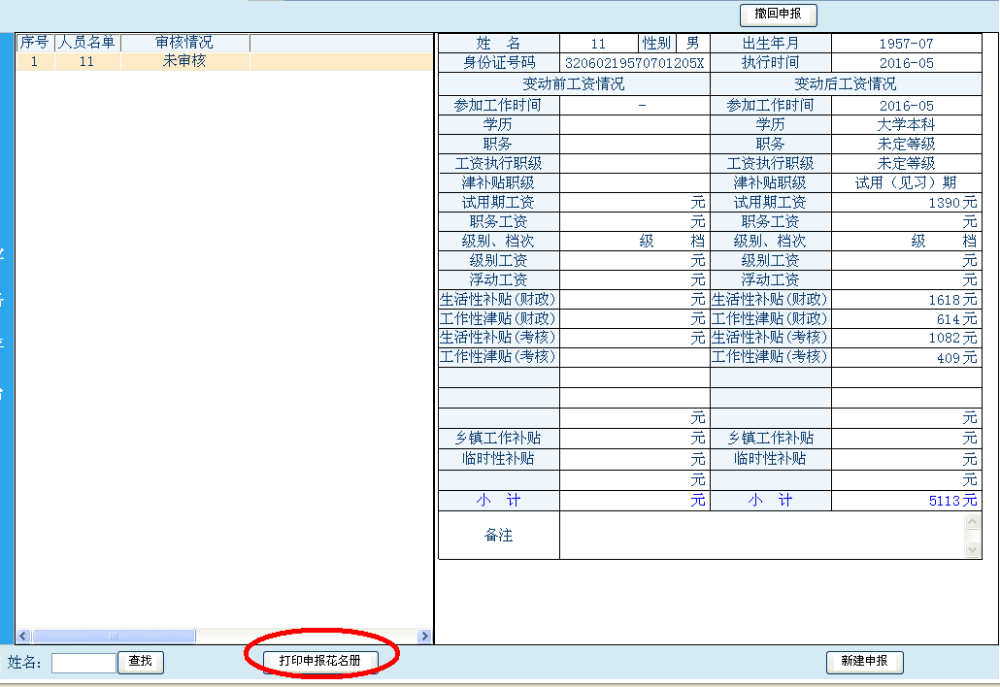 撤回申报
序号 人员名单 审核情况
1 11 未审核
姓 名 11 性别 男 出生年月 1957-07
身份证号码 32060219570701205X 执行时间 2016-05
变动前工资情况 变动后工资情况
参加工作时间 - 参加工作时间 2016-05
学历 学历 大学本科
职务 职务 未定等级
工资执行职级 工资执行职级 未定等级
津补贴职级 津补贴职级 试用（见习）期
试用期工资 元 试用期工资 1390元
职务工资 元 职务工资 元
级别、档次 级 档 级别、档次 级 档
级别工资 元 级别工资 元
浮动工资 元 浮动工资 元
生活性补贴(财政) 元 生活性补贴(财政) 1618元
工作性津贴(财政) 元 工作性津贴(财政) 614元
生活性补贴(考核) 元 生活性补贴(考核) 1082元
工作性津贴(考核) 工作性津贴(考核) 409元
元 元
乡镇工作补贴 元 乡镇工作补贴 元
临时性补贴 元 临时性补贴 元
元 元
小 计 元 小 计 5113元
备注
姓名: 查找 打印申报花名册 新建申报